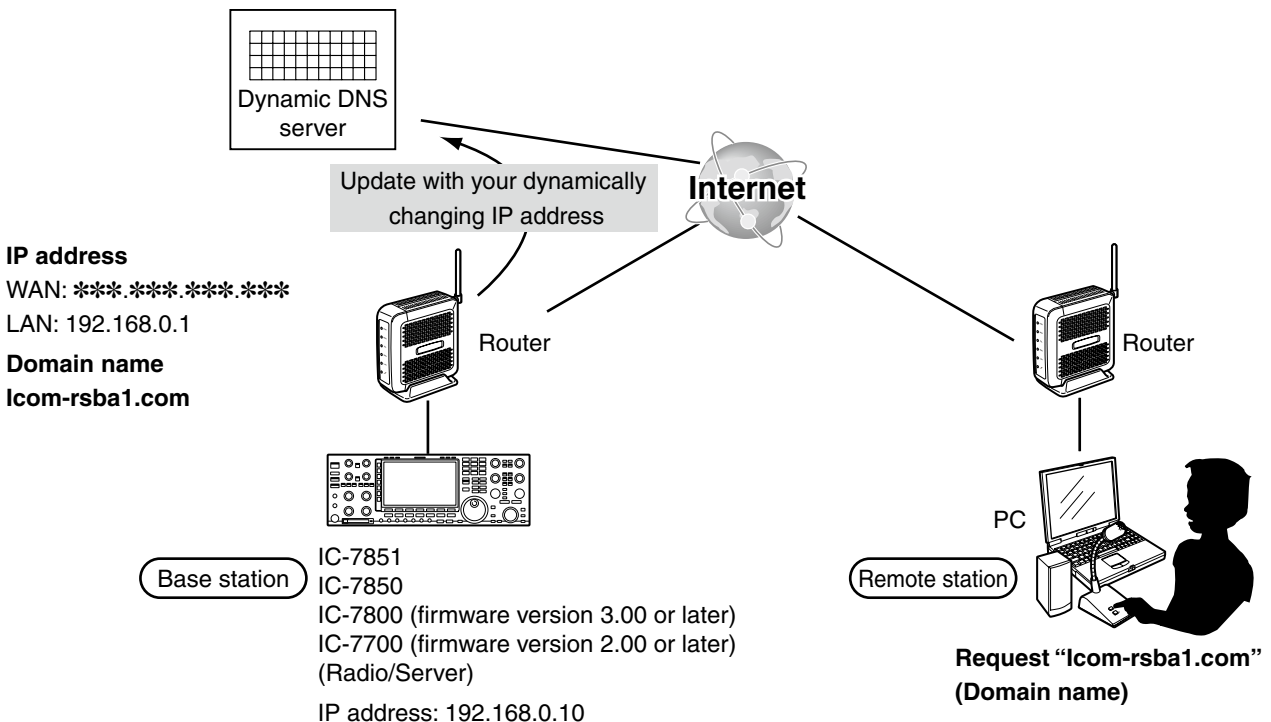 Dynamic DNS
server
Update with your dynamically
changing IP address
Internet
IP address
WAN: ***.***.***.***
LAN: 192.168.0.1
Domain name
Icom-rsba1.com
Router
Router
PC
Base station
IC-7851
IC-7850
IC-7800 (firmware version 3.00 or later)
IC-7700 (firmware version 2.00 or later)
(Radio/Server)
IP address: 192.168.0.10
Remote station
Request “Icom-rsba1.com”
(Domain name)